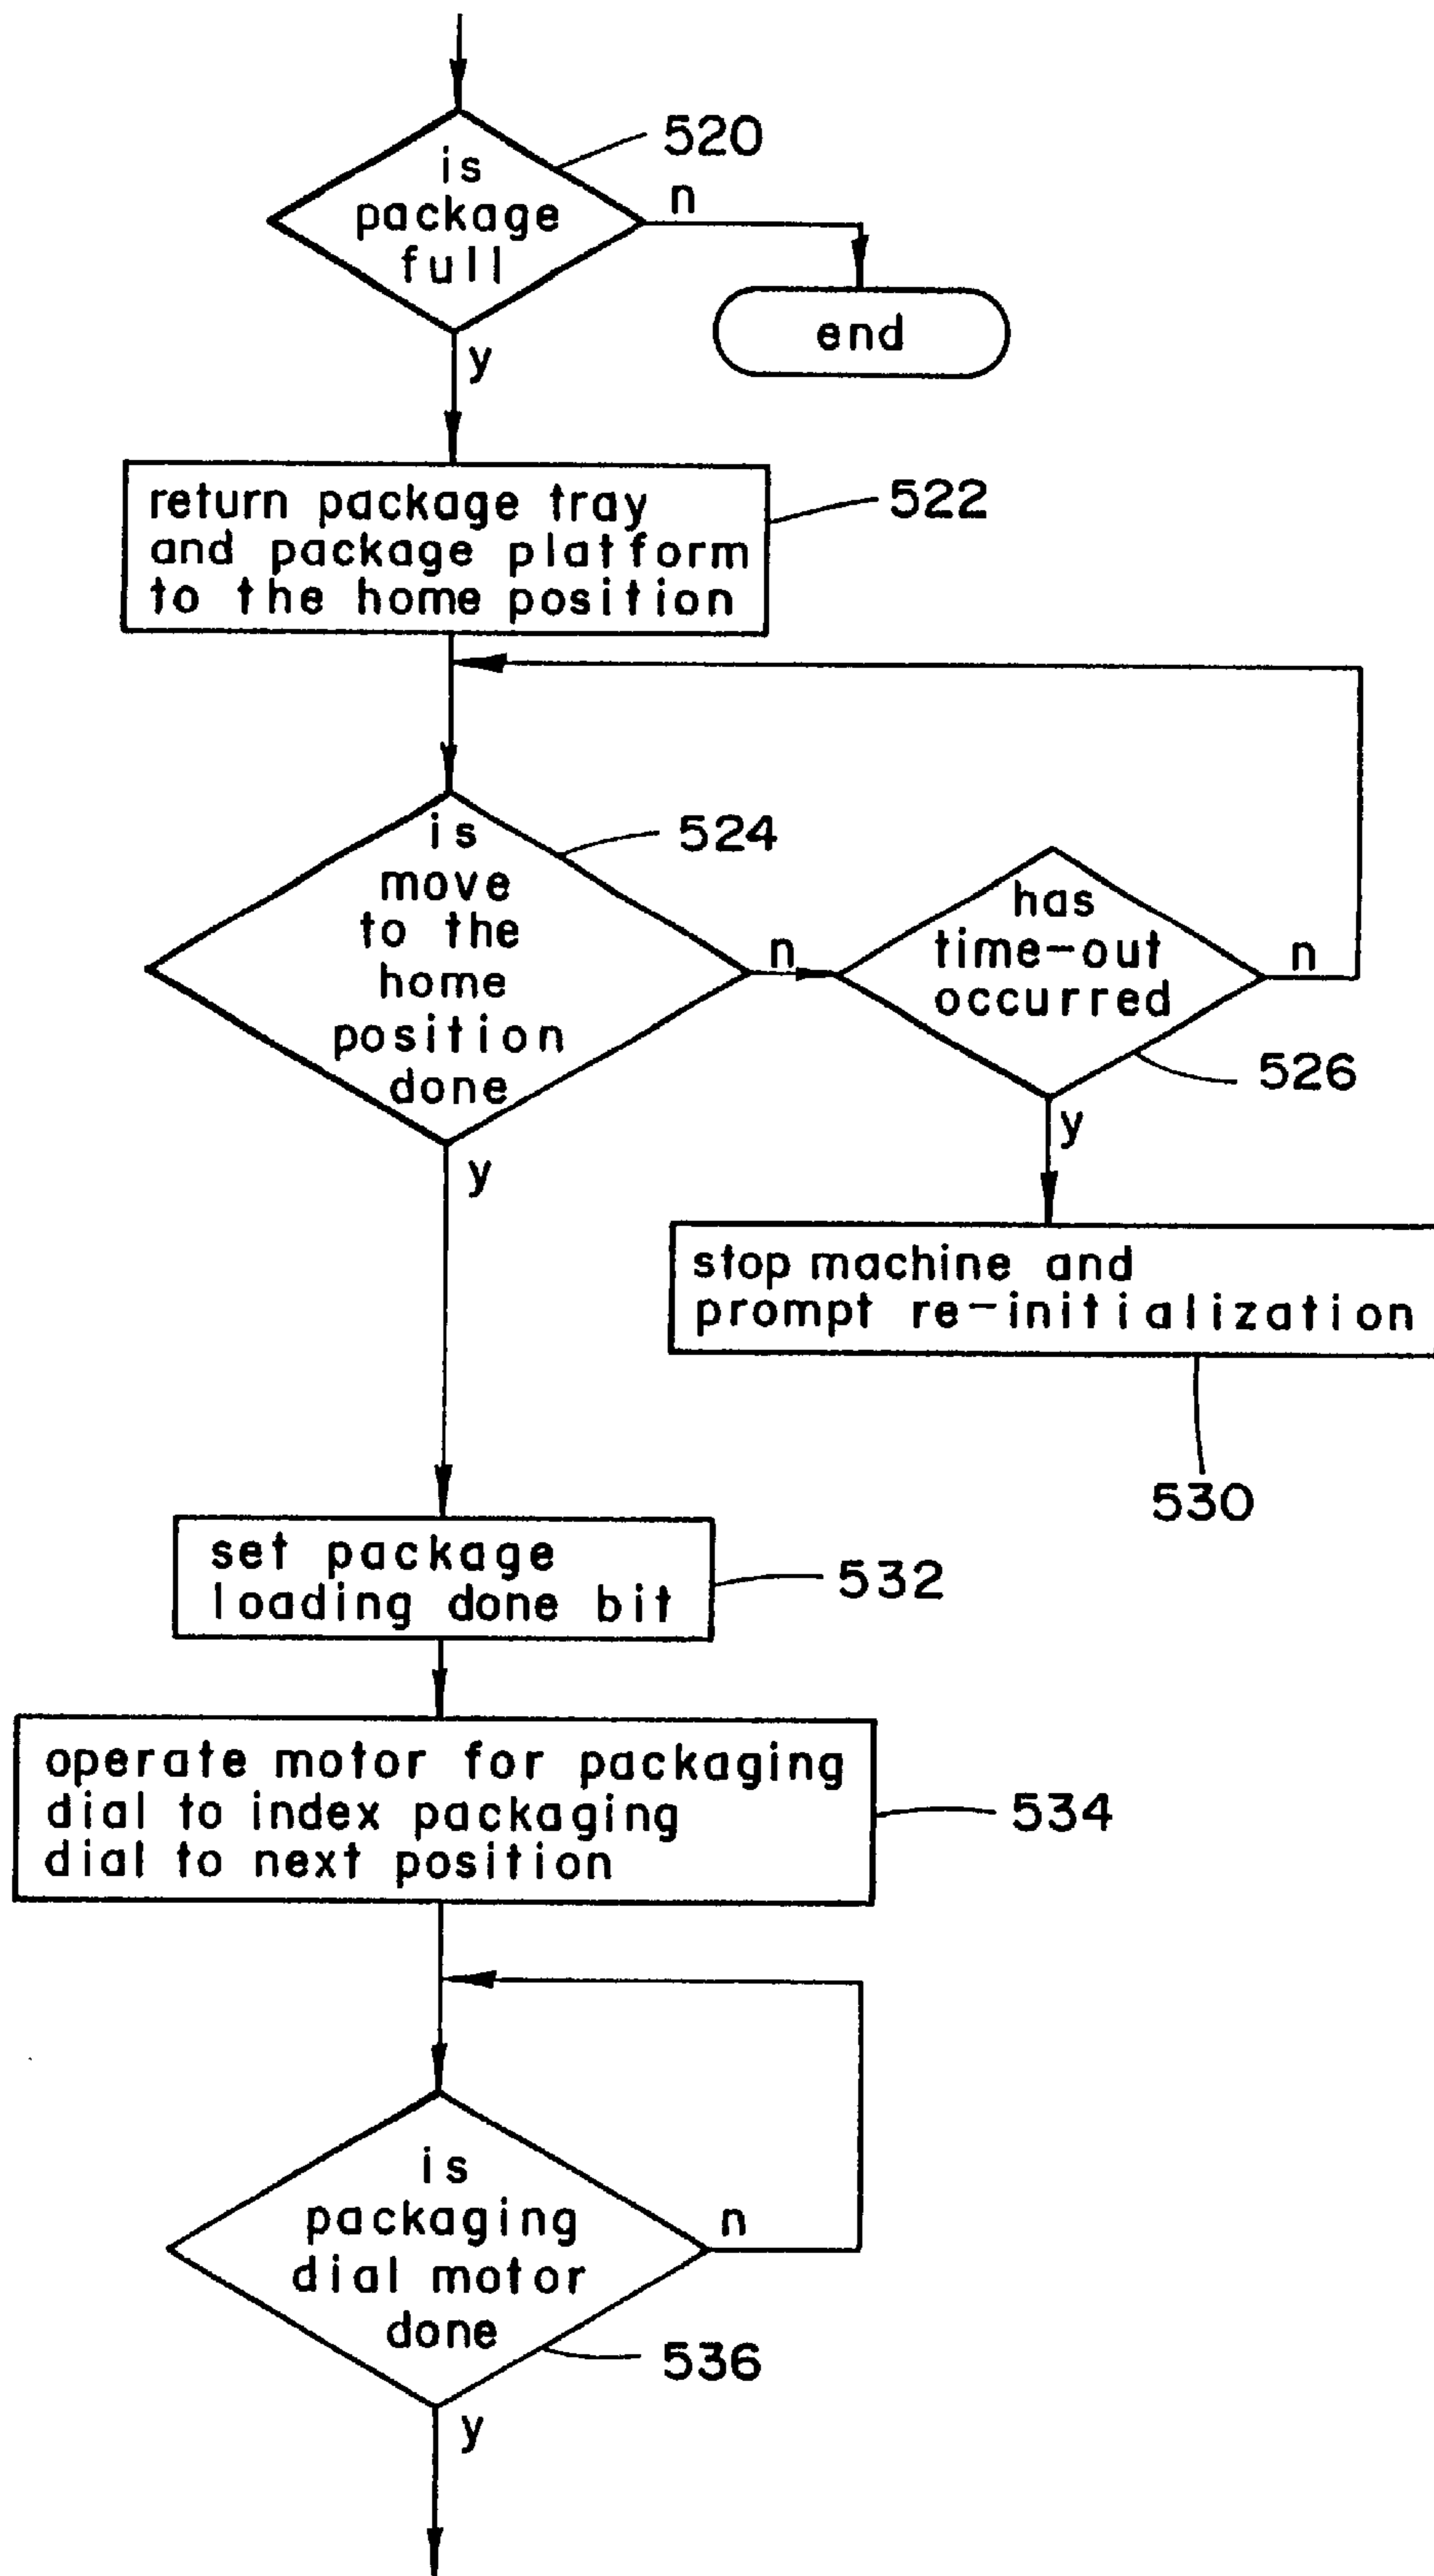 is
package
full
520
n
end
y
return package tray
and package platform
to the home position
522
is
move
to the
home
position
done
524
n
has
time-out
occurred
n
526
y
y
stop machine and
prompt re-initialization
530
set package
loading done bit
532
operate motor for packaging
dial to index packaging
dial to next position
534
is
packaging
dial motor
done
n
536
y